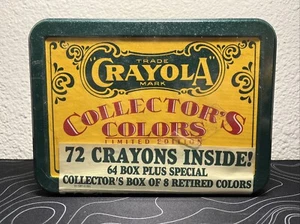 TRADE
CRAYOLA
MARK
COLLECTOR'S
COLORS
LIMITED EDITION
72 CRAYONS INSIDE!
64 BOX PLUS SPECIAL
COLLECTOR'S BOX OF 8 RETIRED COLORS